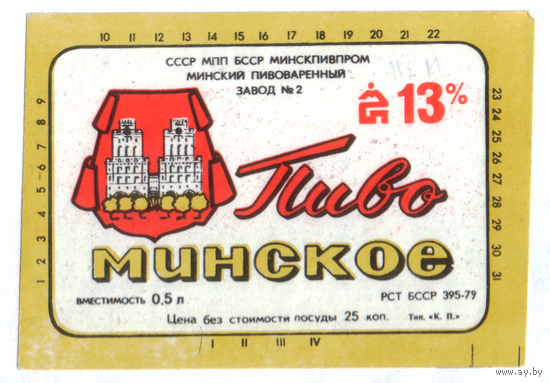 10 11 12 13 14 15 16 17 18 19 20 21 22
СССР МПП БССР МИНСКПИВПРОМ
МИНСКИЙ ПИВОВАРЕННЫЙ
ЗАВОД №2
13%
Пиво
МИНСКОЕ
ВМЕСТИМОСТЬ 0,5 л
РСТ БССР 395-79
Цена без стоимости посуды 25 коп. Тип. «К. П.»
1 2 3 4 5 6 7 8 9
23 24 25 26 27 28 29 30 31
I II III IV
www.ay.by